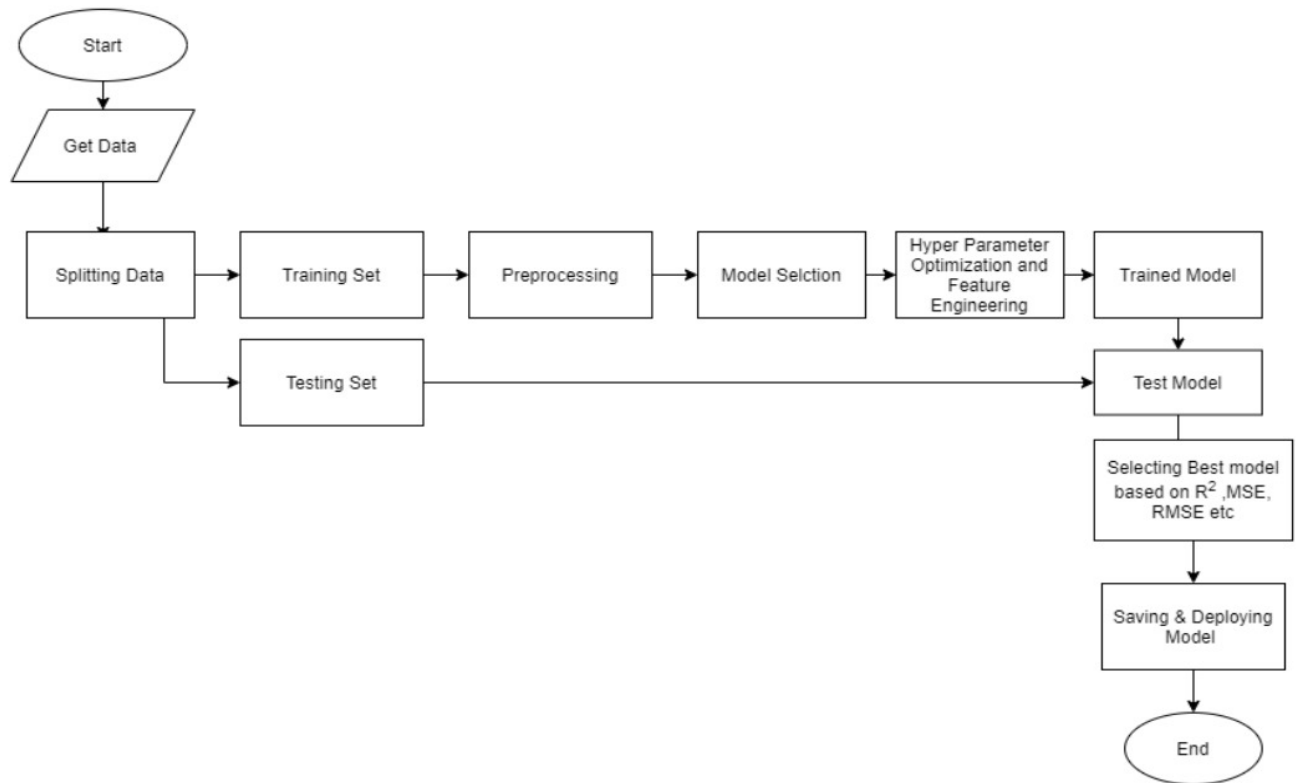 Start
Get Data
Splitting Data
Training Set
Preprocessing
Model Selction
Hyper Parameter
Optimization and
Feature
Engineering
Trained Model
Testing Set
Test Model
Selecting Best model
based on R² ,MSE,
RMSE etc
Saving & Deploying
Model
End